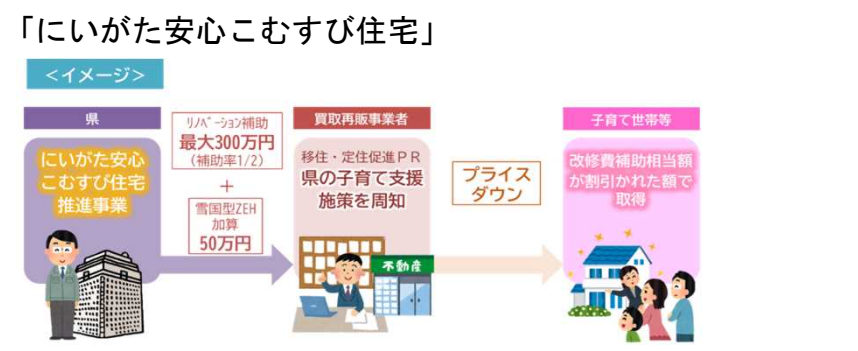 「にいがた安心こむすび住宅」
＜イメージ＞
県
にいがた安心
こむすび住宅
推進事業
リノベーション補助
最大300万円
（補助率1/2）
＋
雪国型ZEH
加算
50万円
買取再販事業者
移住・定住促進ＰＲ
県の子育て支援
施策を周知
不動産
プライス
ダウン
子育て世帯等
改修費補助相当額
が割引かれた額で
取得